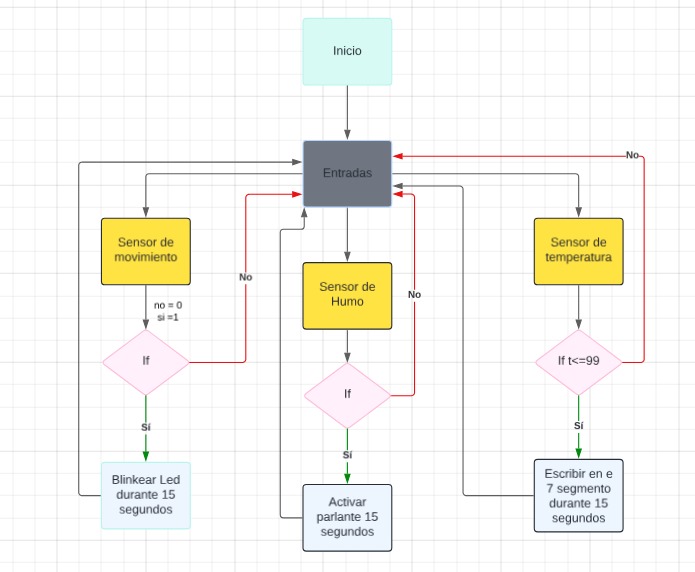 Inicio
Entradas
No
Sensor de
movimiento
Sensor de
temperatura
Sensor de
Humo
No
No
no = 0
si =1
If
If t<=99
If
Sí
Sí
Sí
Blinkear Led
durante 15
segundos
Activar
parlante 15
segundos
Escribir en e
7 segmento
durante 15
segundos